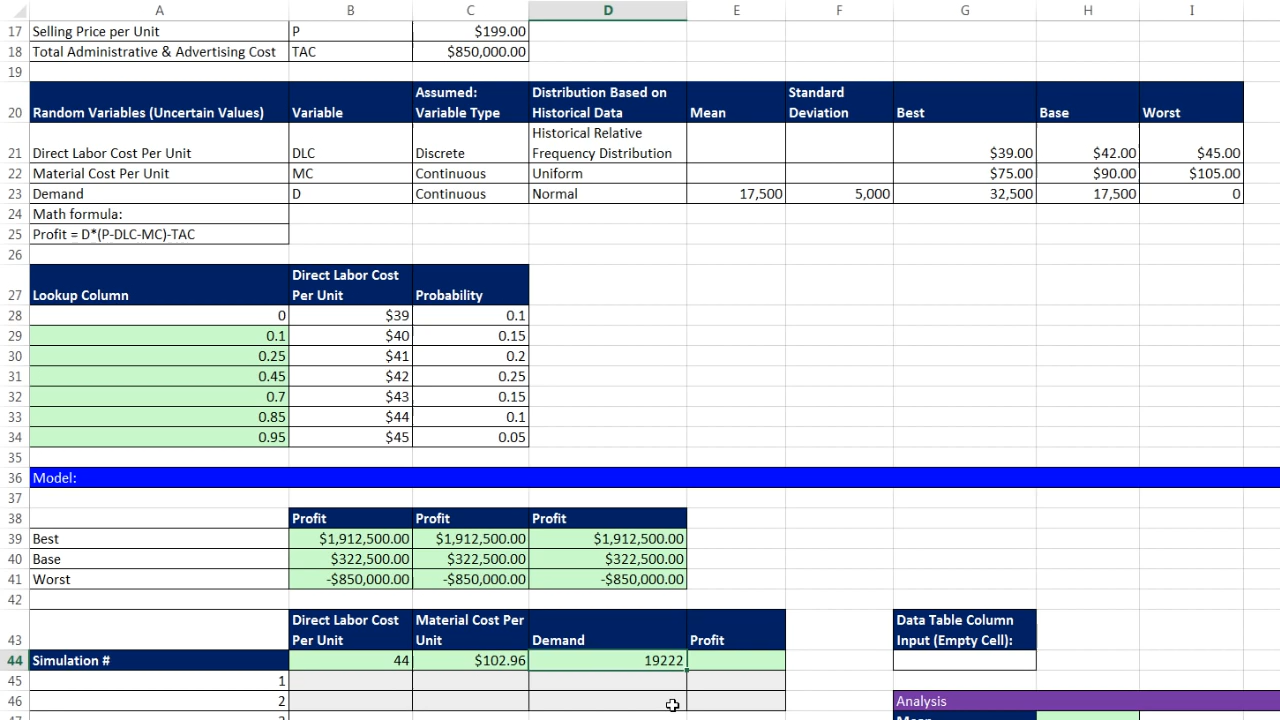 A B C D E F G H I
17 Selling Price per Unit P $199.00
18 Total Administrative & Advertising Cost TAC $850,000.00
19
Assumed: Distribution Based on Standard
20 Random Variables (Uncertain Values) Variable Variable Type Historical Data Mean Deviation Best Base Worst
Historical Relative
21 Direct Labor Cost Per Unit DLC Discrete Frequency Distribution $39.00 $42.00 $45.00
22 Material Cost Per Unit MC Continuous Uniform $75.00 $90.00 $105.00
23 Demand D Continuous Normal 17,500 5,000 32,500 17,500 0
24 Math formula:
25 Profit = D*(P-DLC-MC)-TAC
26
Direct Labor Cost
27 Lookup Column Per Unit Probability
28 0 $39 0.1
29 0.1 $40 0.15
30 0.25 $41 0.2
31 0.45 $42 0.25
32 0.7 $43 0.15
33 0.85 $44 0.1
34 0.95 $45 0.05
35
36 Model:
37
38 Profit Profit Profit
39 Best $1,912,500.00 $1,912,500.00 $1,912,500.00
40 Base $322,500.00 $322,500.00 $322,500.00
41 Worst -$850,000.00 -$850,000.00 -$850,000.00
42
Direct Labor Cost Material Cost Per Data Table Column
43 Per Unit Unit Demand Profit Input (Empty Cell):
44 Simulation # 44 $102.96 19222
45 1
46 2 Analysis
47 3 Mean